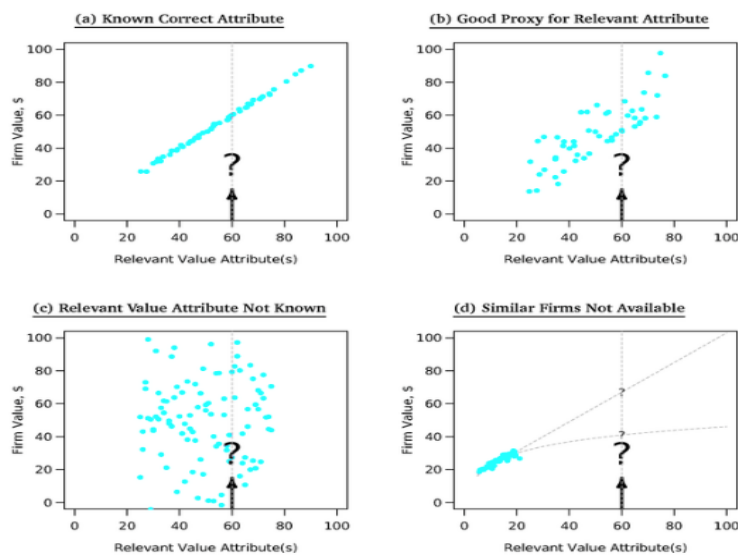 (a) Known Correct Attribute
Firm Value, $
100
80
60
40
20
0
?
0 20 40 60 80 100
Relevant Value Attribute(s)
(b) Good Proxy for Relevant Attribute
Firm Value, $
100
80
60
40
20
0
?
0 20 40 60 80 100
Relevant Value Attribute(s)
(c) Relevant Value Attribute Not Known
Firm Value, $
100
80
60
40
20
0
?
0 20 40 60 80 100
Relevant Value Attribute(s)
(d) Similar Firms Not Available
Firm Value, $
100
80
60
40
20
0
?
?
?
0 20 40 60 80 100
Relevant Value Attribute(s)